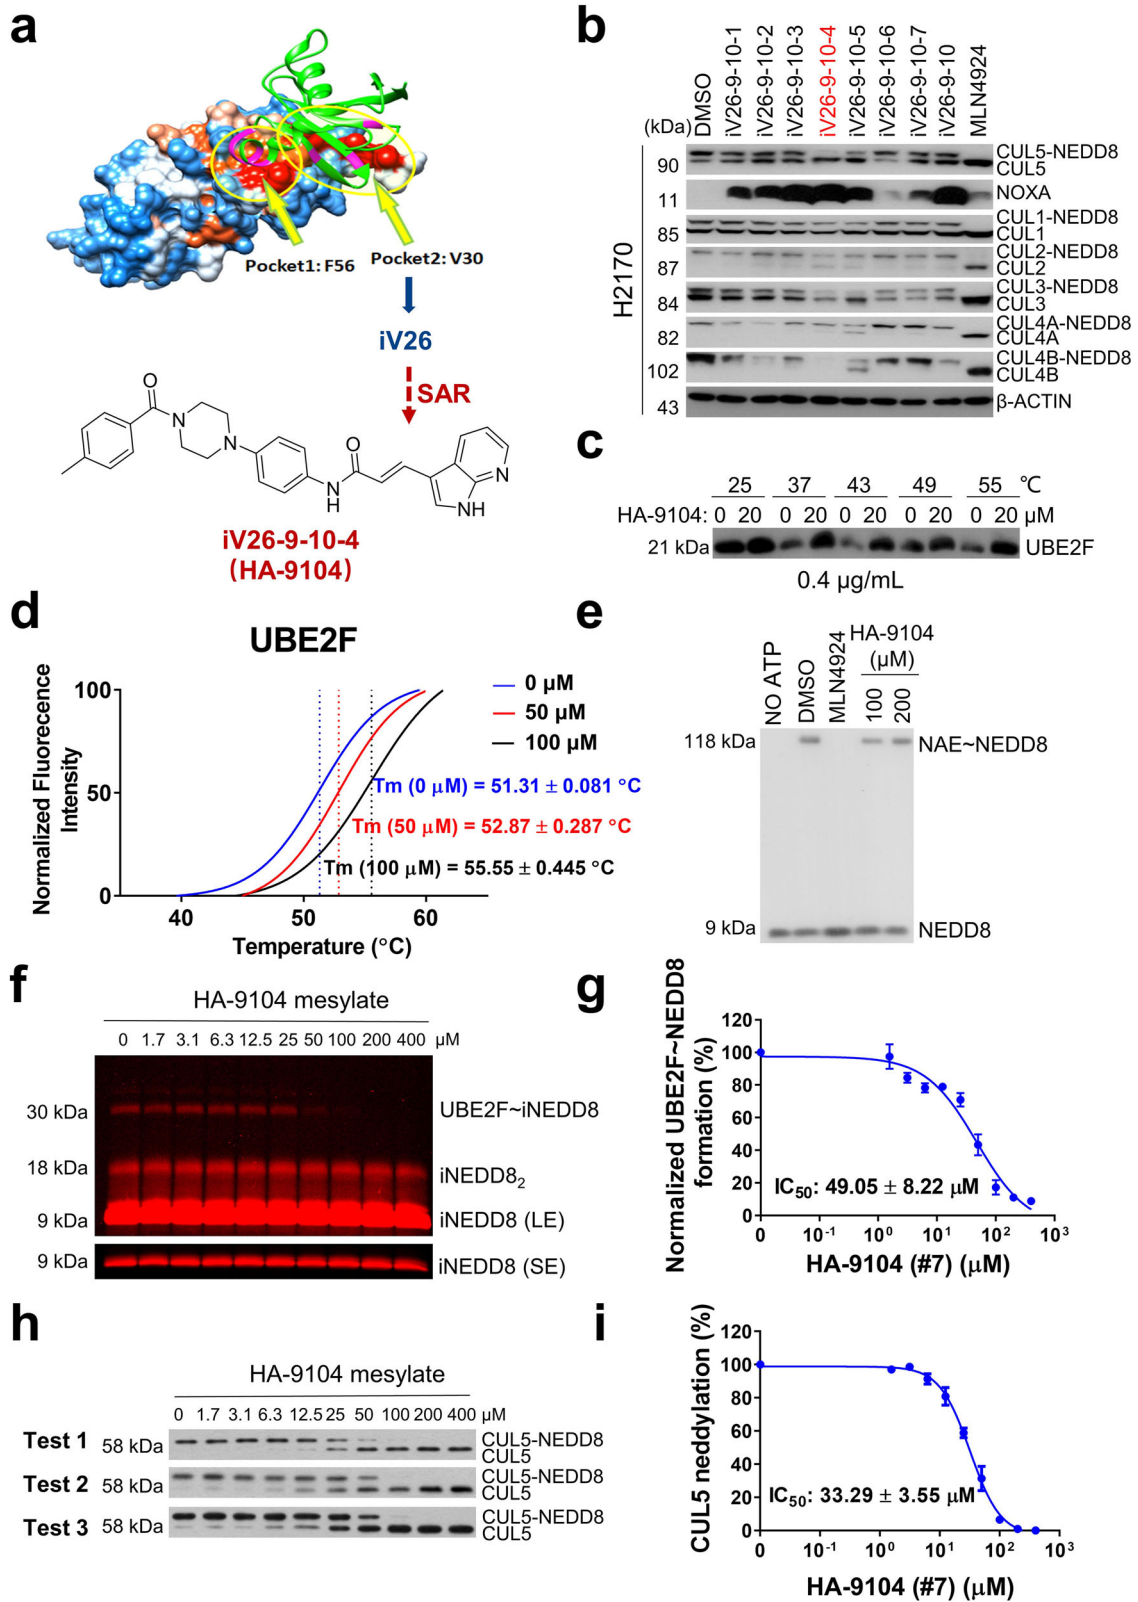 a
Pocket1: F56
Pocket2: V30
iV26
SAR
O
N
N
O
N
H
N
NH
iV26-9-10-4
(HA-9104)
b
DMSO
iV26-9-10-1
iV26-9-10-2
iV26-9-10-3
iV26-9-10-4
iV26-9-10-5
iV26-9-10-6
iV26-9-10-7
iV26-9-10
MLN4924
(kDa)
H2170
90
CUL5-NEDD8
CUL5
11
NOXA
85
CUL1-NEDD8
CUL1
87
CUL2-NEDD8
CUL2
84
CUL3-NEDD8
CUL3
82
CUL4A-NEDD8
CUL4A
102
CUL4B-NEDD8
CUL4B
43
β-ACTIN
c
25 37 43 49 55 ℃
HA-9104: 0 20 0 20 0 20 0 20 0 20 µM
21 kDa
UBE2F
0.4 µg/mL
d
UBE2F
Normalized Fluorecence
Intensity
100
50
0
40 50 60
Temperature (°C)
0 µM
50 µM
100 µM
Tm (0 µM) = 51.31 ± 0.081 °C
Tm (50 µM) = 52.87 ± 0.287 °C
Tm (100 µM) = 55.55 ± 0.445 °C
e
NO ATP
DMSO
MLN4924
HA-9104
(µM)
100
200
118 kDa
NAE~NEDD8
9 kDa
NEDD8
f
HA-9104 mesylate
0 1.7 3.1 6.3 12.5 25 50 100 200 400 µM
30 kDa
UBE2F~iNEDD8
18 kDa
iNEDD8₂
9 kDa
iNEDD8 (LE)
9 kDa
iNEDD8 (SE)
g
Normalized UBE2F~NEDD8
formation (%)
120
100
80
60
40
20
0
IC₅₀: 49.05 ± 8.22 µM
0 10⁻¹ 10⁰ 10¹ 10² 10³
HA-9104 (#7) (µM)
h
HA-9104 mesylate
0 1.7 3.1 6.3 12.5 25 50 100 200 400 µM
Test 1 58 kDa
CUL5-NEDD8
CUL5
Test 2 58 kDa
CUL5-NEDD8
CUL5
Test 3 58 kDa
CUL5-NEDD8
CUL5
i
CUL5 neddylation (%)
120
100
80
60
40
20
0
IC₅₀: 33.29 ± 3.55 µM
0 10⁻¹ 10⁰ 10¹ 10² 10³
HA-9104 (#7) (µM)